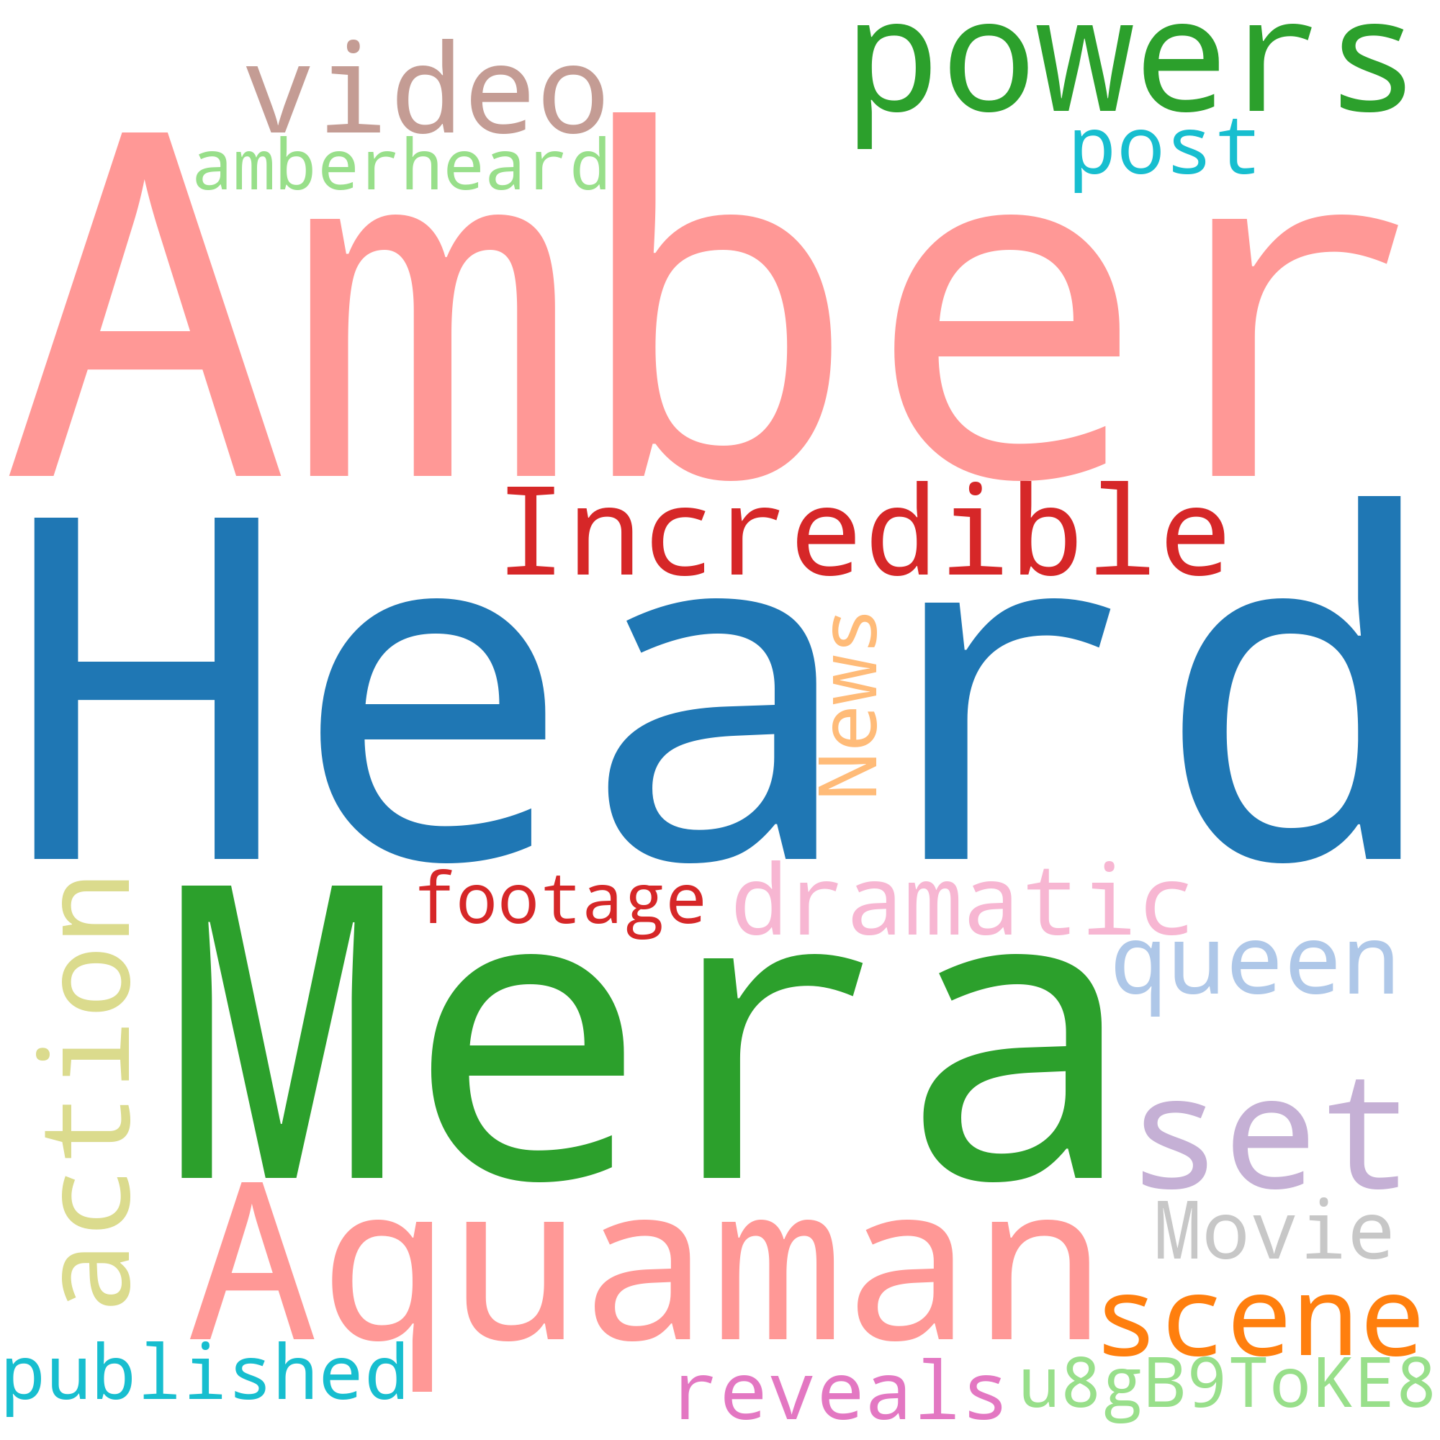 powers
video
post
amberheard
Amber
Incredible
Heard
News
footage
dramatic
action
Mera
queen
set
Aquaman
Movie
scene
published
reveals
u8gB9ToKE8